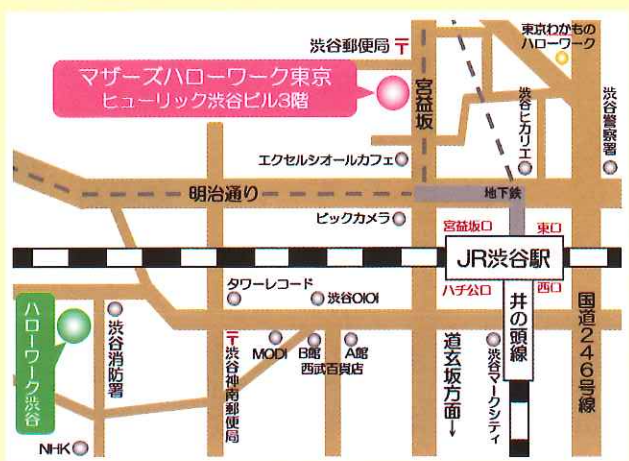 渋谷郵便局
マザーズハローワーク東京
ヒューリック渋谷ビル3階
宮益坂
東京わかもの
ハローワーク
渋谷ヒカリエ
渋谷警察署
エクセルシオールカフェ
明治通り
地下鉄
ビックカメラ
宮益坂口
東口
JR渋谷駅
ハチ公口
西口
タワーレコード
渋谷OIOI
ハローワーク渋谷
渋谷消防署
渋谷神南郵便局
MODI
B館
A館
西武百貨店
道玄坂方面→
渋谷マークシティ
井の頭線
国道246号線
NHK